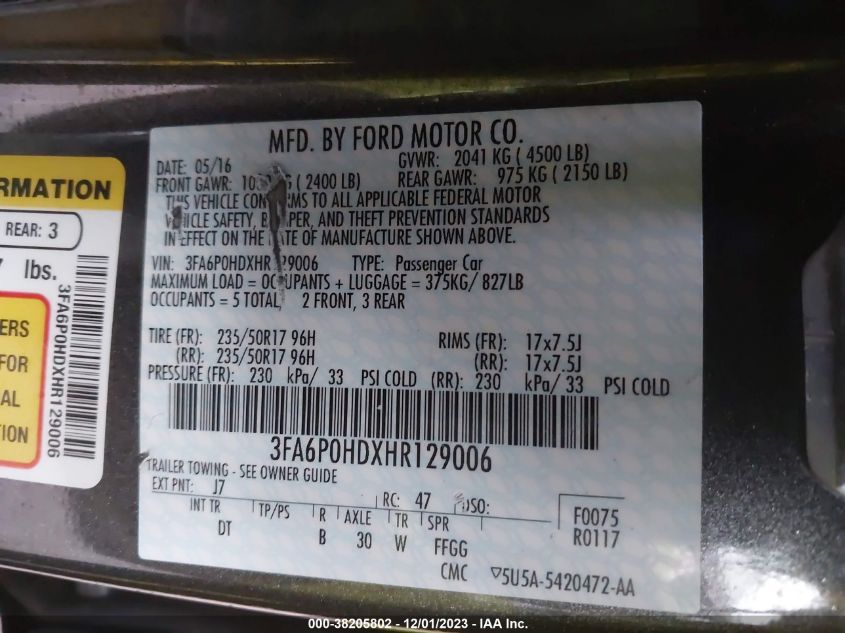 MFD. BY FORD MOTOR CO.
DATE: 05/16 GVWR: 2041 KG ( 4500 LB)
FRONT GAWR: ( 2400 LB) REAR GAWR: 975 KG ( 2150 LB)
THIS VEHICLE TO ALL APPLICABLE FEDERAL MOTOR
VEHICLE SAFETY, AND THEFT PREVENTION STANDARDS
IN EFFECT ON THE DATE OF MANUFACTURE SHOWN ABOVE.
VIN: 3FA6P0HDXHR129006 TYPE: Passenger Car
MAXIMUM LOAD = OCCUPANTS + LUGGAGE = 375KG/ 827LB
OCCUPANTS = 5 TOTAL, 2 FRONT, 3 REAR
TIRE (FR): 235/50R17 96H RIMS (FR): 17x7.5J
(RR): 235/50R17 96H (RR): 17x7.5J
PRESSURE (FR): 230 kPa/ 33 PSI COLD (RR): 230 kPa/ 33 PSI COLD
3FA6P0HDXHR129006
TRAILER TOWING - SEE OWNER GUIDE
EXT PNT: J7 RC: 47 DSO:
INT TR TP/PS R AXLE TR SPR F0075
DT B 30 W FFGG R0117
CMC 5U5A-5420472-AA
RMATION
REAR: 3
lbs.
ERS
FOR
AL
TION
3FA6P0HDXHR129006
000-38205802 - 12/01/2023 - IAA Inc.